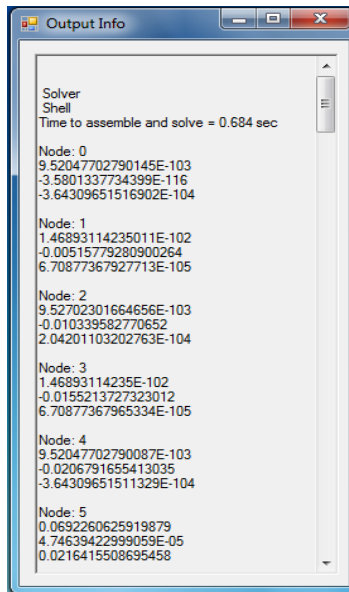 Output Info
Solver
Shell
Time to assemble and solve = 0.684 sec
Node: 0
9.52047702790145E-103
-3.5801337734399E-116
-3.64309651516902E-104
Node: 1
1.46893114235011E-102
-0.00515779280900264
6.70877367927713E-105
Node: 2
9.52702301664656E-103
-0.010339582770652
2.04201103202763E-104
Node: 3
1.46893114235E-102
-0.0155213727323012
6.70877367965334E-105
Node: 4
9.52047702790087E-103
-0.0206791655413035
-3.64309651511329E-104
Node: 5
0.0692260625919879
4.74639422999059E-05
0.0216415508695458